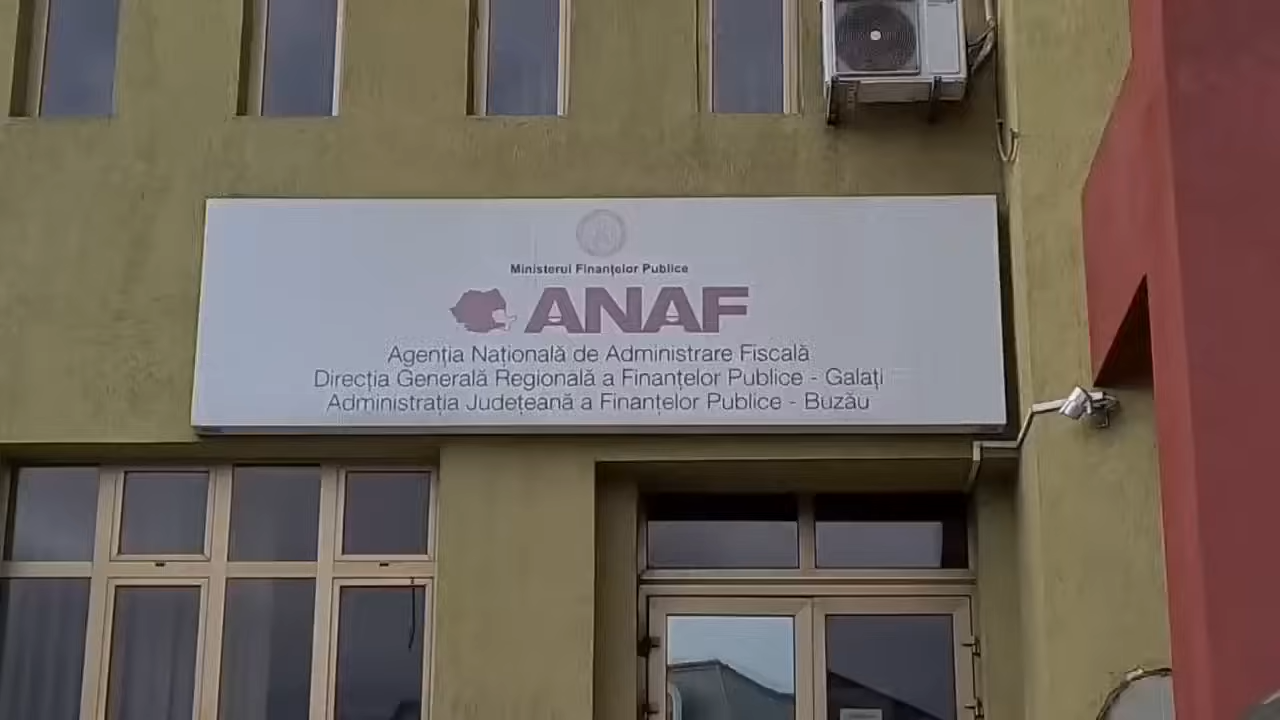 Ministerul Finanțelor Publice
ANAF
Agenția Națională de Administrare Fiscală
Direcția Generală Regională a Finanțelor Publice - Galați
Administrația Județeană a Finanțelor Publice - Buzău